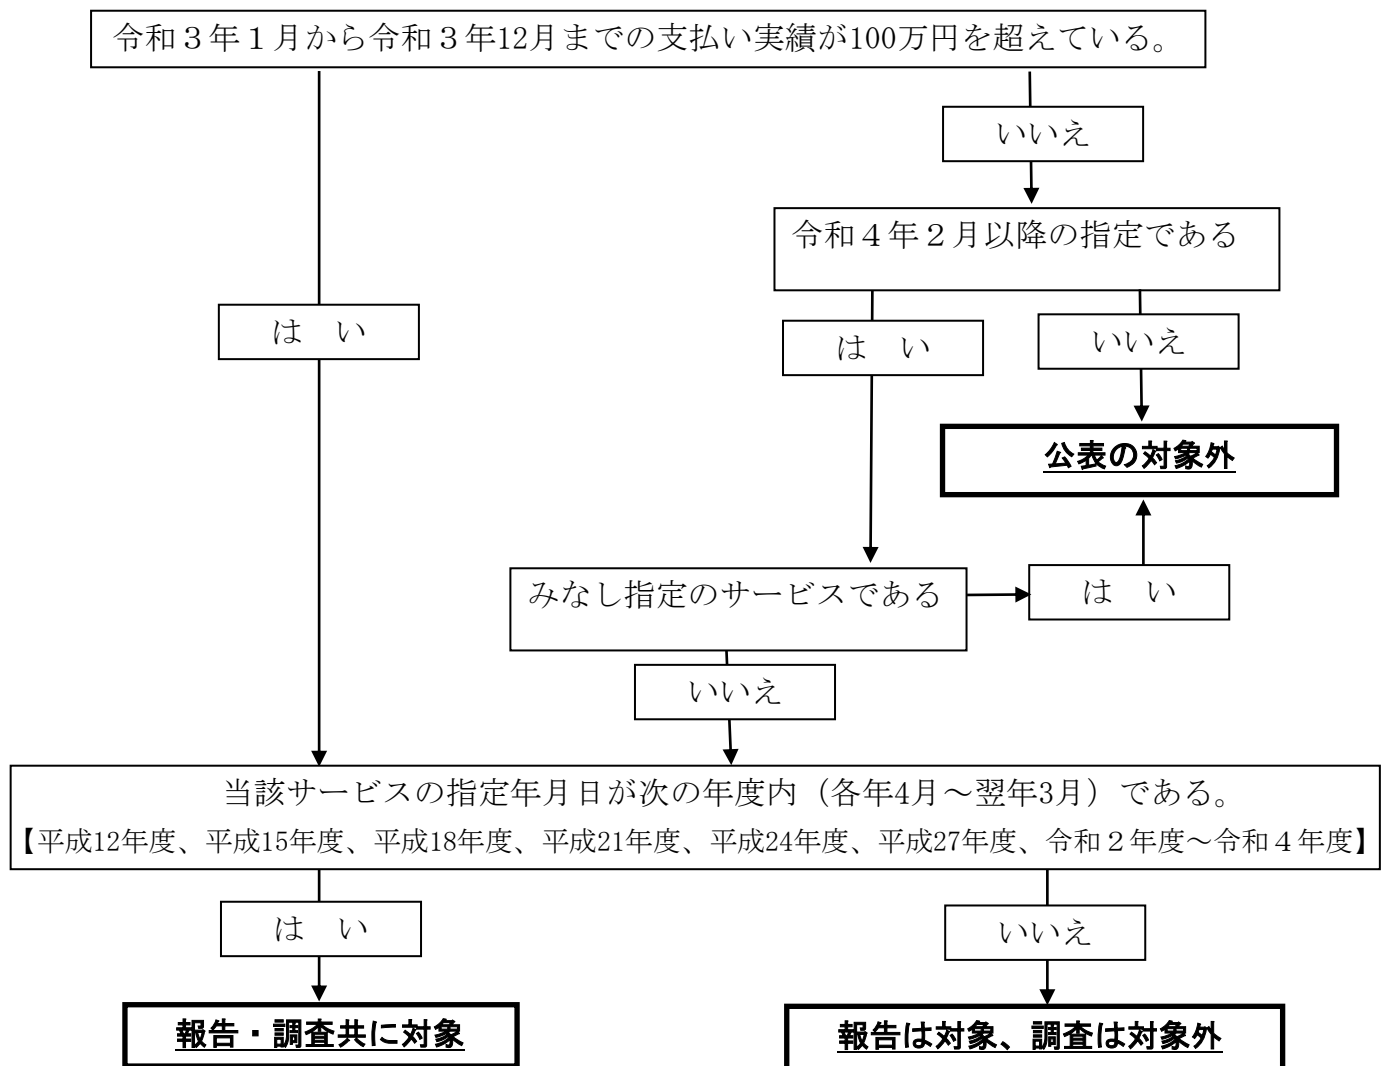 令和３年１月から令和３年12月までの支払い実績が100万円を超えている。
いいえ
令和４年２月以降の指定である
は　い
は　い
いいえ
公表の対象外
みなし指定のサービスである
は　い
いいえ
当該サービスの指定年月日が次の年度内（各年4月～翌年3月）である。
【平成12年度、平成15年度、平成18年度、平成21年度、平成24年度、平成27年度、令和２年度～令和４年度】
は　い
いいえ
報告・調査共に対象
報告は対象、調査は対象外